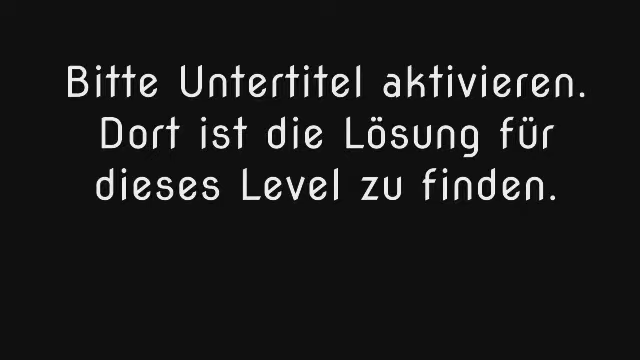 Bitte Untertitel aktivieren.
Dort ist die Lösung für
dieses Level zu finden.